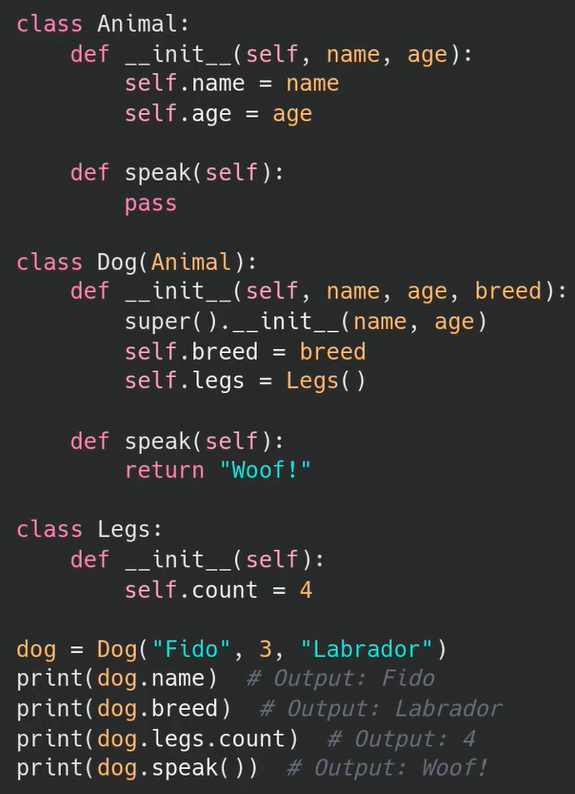 class Animal:
    def __init__(self, name, age):
        self.name = name
        self.age = age

    def speak(self):
        pass

class Dog(Animal):
    def __init__(self, name, age, breed):
        super().__init__(name, age)
        self.breed = breed
        self.legs = Legs()

    def speak(self):
        return "Woof!"

class Legs:
    def __init__(self):
        self.count = 4

dog = Dog("Fido", 3, "Labrador")
print(dog.name)  # Output: Fido
print(dog.breed)  # Output: Labrador
print(dog.legs.count)  # Output: 4
print(dog.speak())  # Output: Woof!